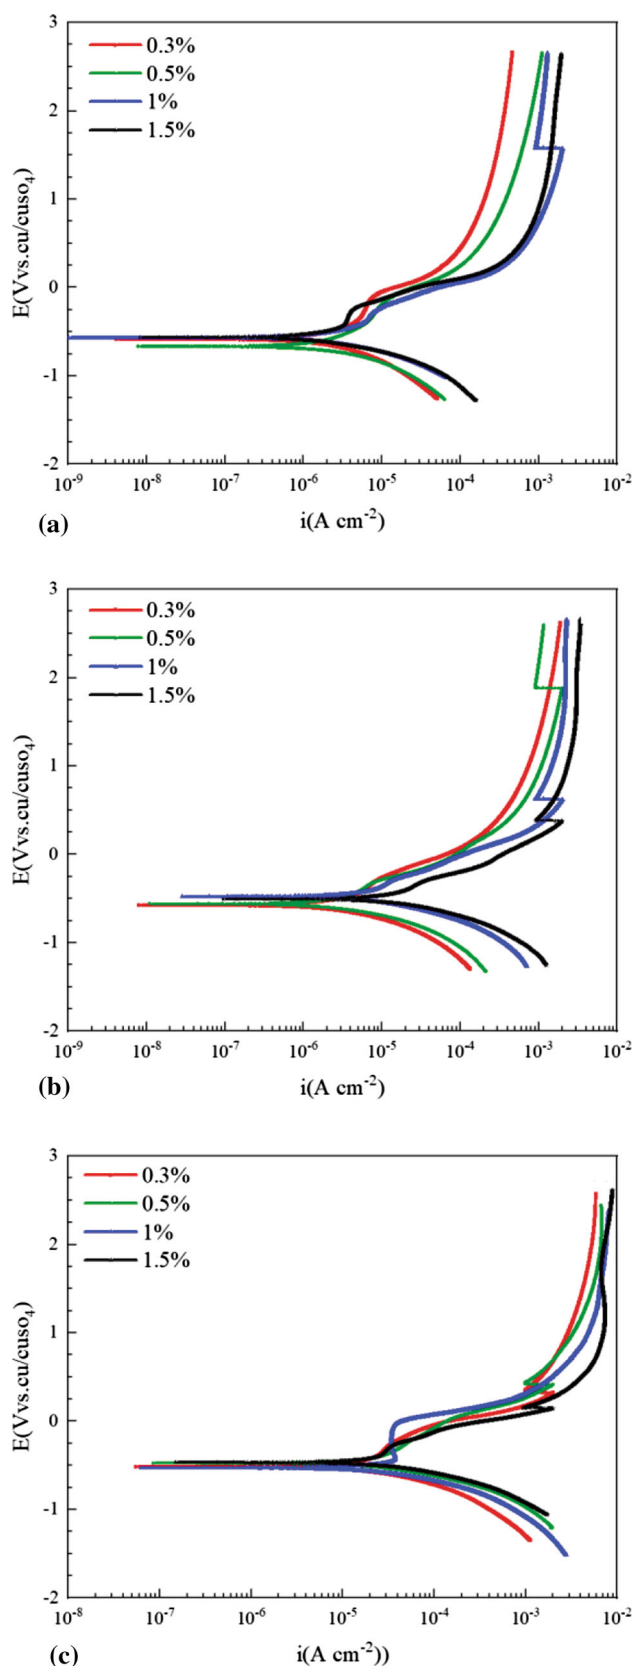 3
0.3%
0.5%
2
1%
1.5%
1
0
-1
-2
E(Vvs.cu/cuso₄)
10⁻⁹ 10⁻⁸ 10⁻⁷ 10⁻⁶ 10⁻⁵ 10⁻⁴ 10⁻³ 10⁻²
i(A cm⁻²)
(a)
3
0.3%
0.5%
2
1%
1.5%
1
0
-1
-2
E(Vvs.cu/cuso₄)
10⁻⁹ 10⁻⁸ 10⁻⁷ 10⁻⁶ 10⁻⁵ 10⁻⁴ 10⁻³ 10⁻²
i(A cm⁻²)
(b)
3
0.3%
0.5%
2
1%
1.5%
1
0
-1
-2
E(Vvs.cu/cuso₄)
10⁻⁸ 10⁻⁷ 10⁻⁶ 10⁻⁵ 10⁻⁴ 10⁻³ 10⁻²
i(A cm⁻²))
(c)